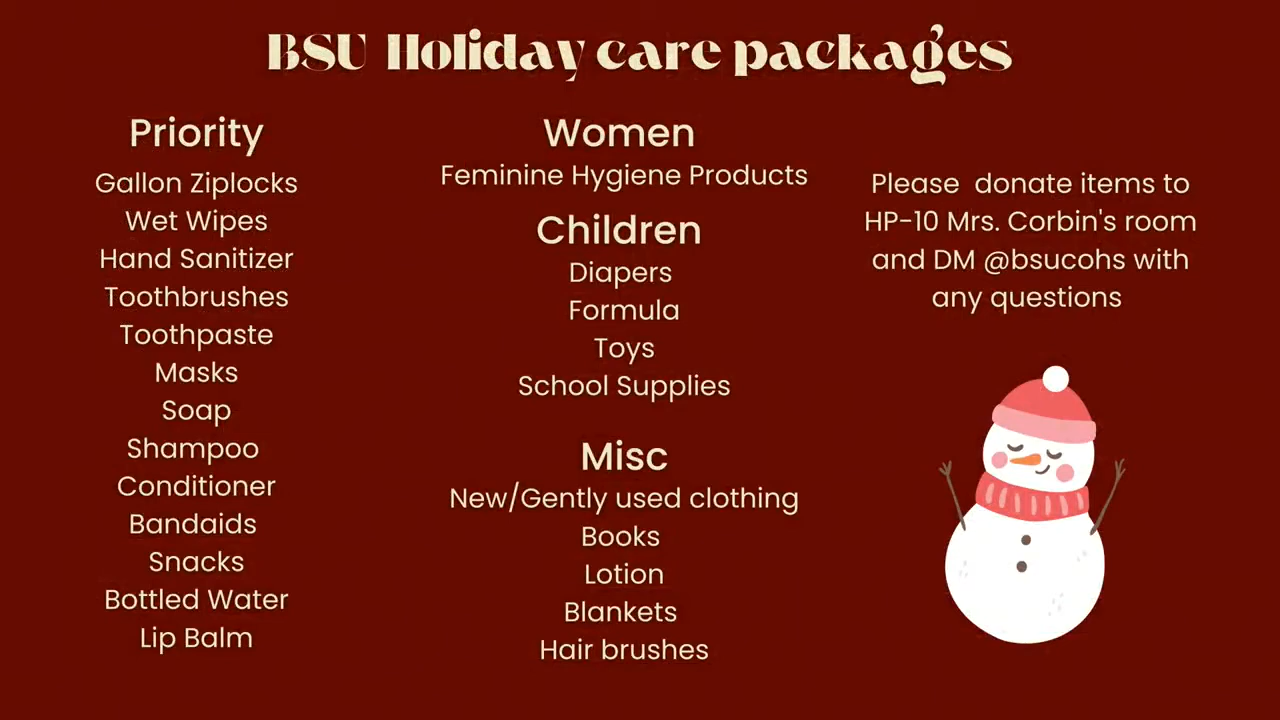 BSU Holiday care packages
Priority
Gallon Ziplocks
Wet Wipes
Hand Sanitizer
Toothbrushes
Toothpaste
Masks
Soap
Shampoo
Conditioner
Bandaids
Snacks
Bottled Water
Lip Balm
Women
Feminine Hygiene Products
Children
Diapers
Formula
Toys
School Supplies
Misc
New/Gently used clothing
Books
Lotion
Blankets
Hair brushes
Please donate items to
HP-10 Mrs. Corbin's room
and DM @bsucohs with
any questions